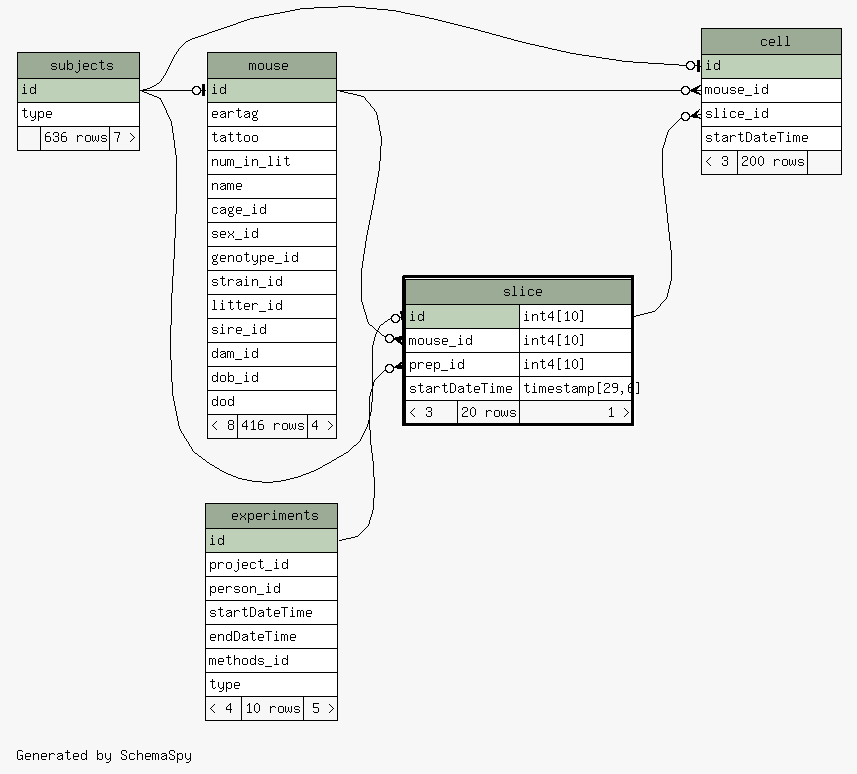 subjects
id
type
636 rows 7 >
mouse
id
eartag
tattoo
num_in_lit
name
cage_id
sex_id
genotype_id
strain_id
litter_id
sire_id
dam_id
dob_id
dod
< 8 416 rows 4 >
cell
id
mouse_id
slice_id
startDateTime
< 3 200 rows
slice
id int4[10]
mouse_id int4[10]
prep_id int4[10]
startDateTime timestamp[29,6]
< 3 20 rows 1 >
experiments
id
project_id
person_id
startDateTime
endDateTime
methods_id
type
< 4 10 rows 5 >
Generated by SchemaSpy